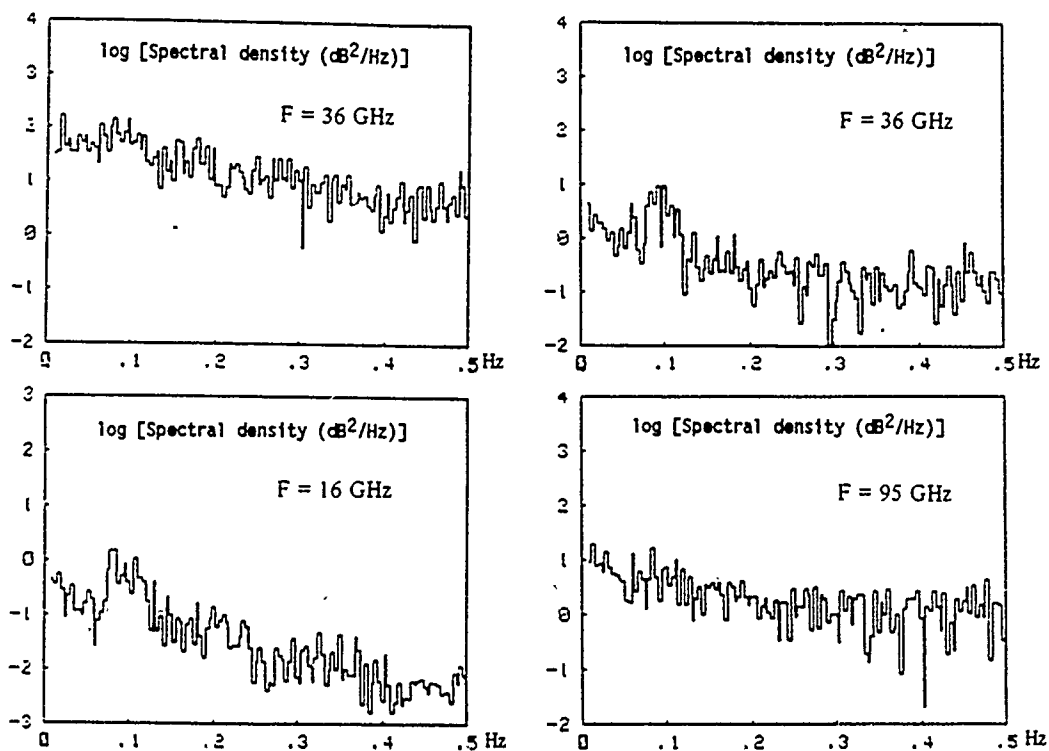 4
log [Spectral density (dB²/Hz)]
3
F = 36 GHz
2
1
0
-1
-2
0 .1 .2 .3 .4 .5 Hz
4
log [Spectral density (dB²/Hz)]
3
F = 36 GHz
2
1
0
-1
-2
0 .1 .2 .3 .4 .5 Hz
3
log [Spectral density (dB²/Hz)]
2
F = 16 GHz
1
0
-1
-2
-3
0 .1 .2 .3 .4 .5 Hz
4
log [Spectral density (dB²/Hz)]
3
F = 95 GHz
2
1
0
-1
-2
0 .1 .2 .3 .4 .5 Hz